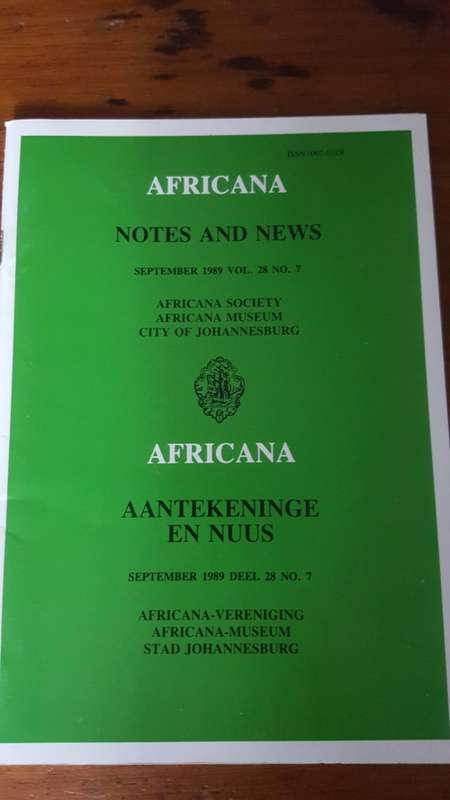 AFRICANA
NOTES AND NEWS
SEPTEMBER 1989 VOL. 28 NO. 7
AFRICANA SOCIETY
AFRICANA MUSEUM
CITY OF JOHANNESBURG
AFRICANA
AANTEKENINGE
EN NUUS
SEPTEMBER 1989 DEEL 28 NO. 7
AFRICANA-VERENIGING
AFRICANA-MUSEUM
STAD JOHANNESBURG